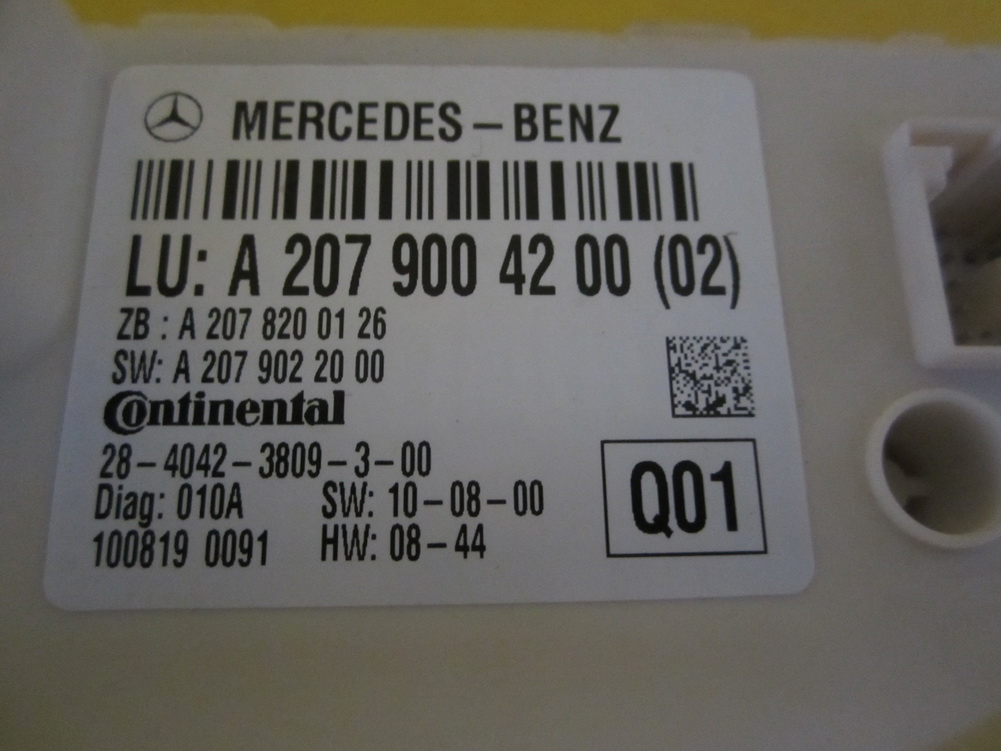 MERCEDES-BENZ
LU: A 207 900 42 00 (02)
ZB : A 207 820 01 26
SW: A 207 902 20 00
Continental
28-4042-3809-3-00
Diag: 010A SW: 10-08-00
100819 0091 HW: 08-44
Q01